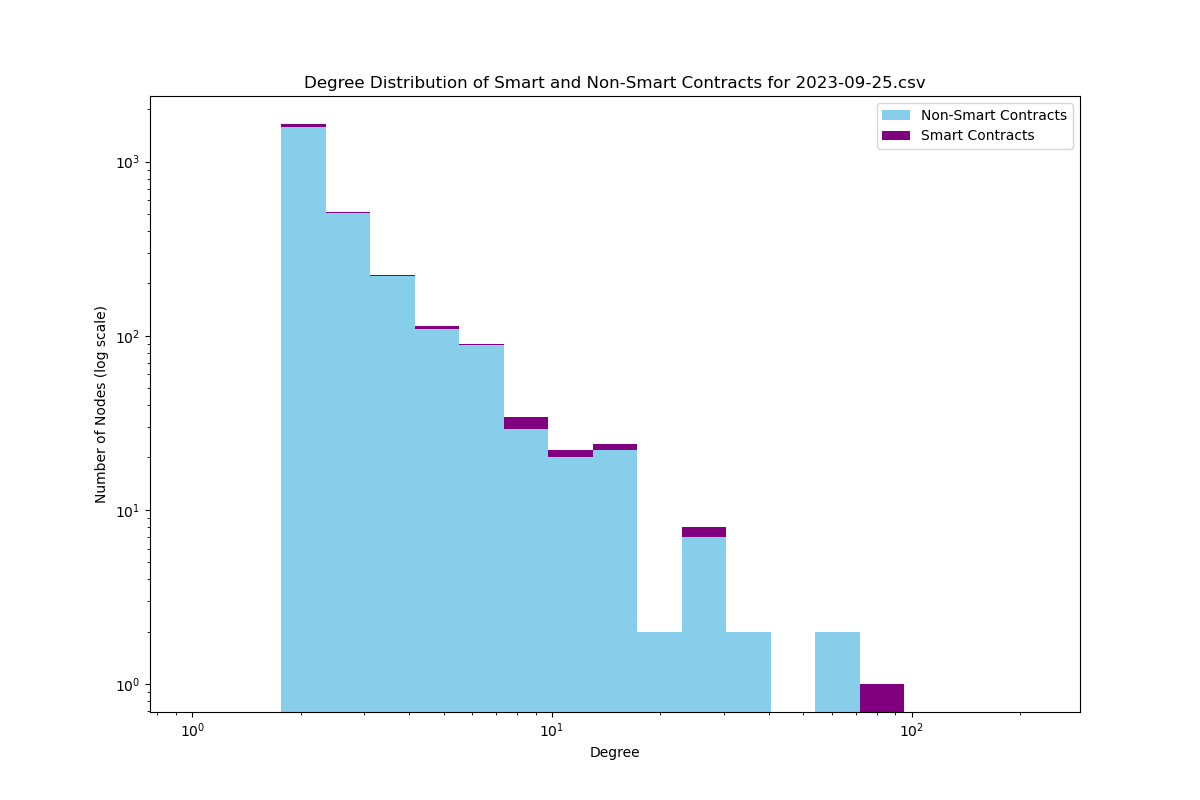 Degree Distribution of Smart and Non-Smart Contracts for 2023-09-25.csv
Non-Smart Contracts
Smart Contracts
Number of Nodes (log scale)
10³
10²
10¹
10⁰
10⁰ 10¹ 10²
Degree